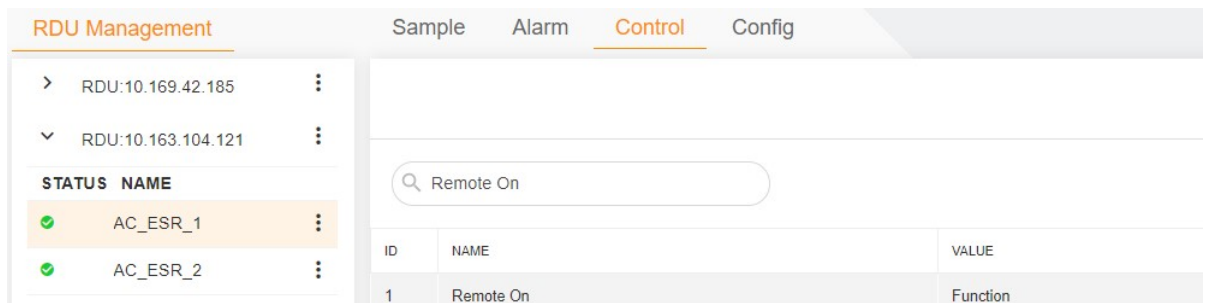 RDU Management
Sample Alarm Control Config
RDU:10.169.42.185
RDU:10.163.104.121
STATUS NAME
AC_ESR_1
AC_ESR_2
Remote On
ID NAME VALUE
1 Remote On Function